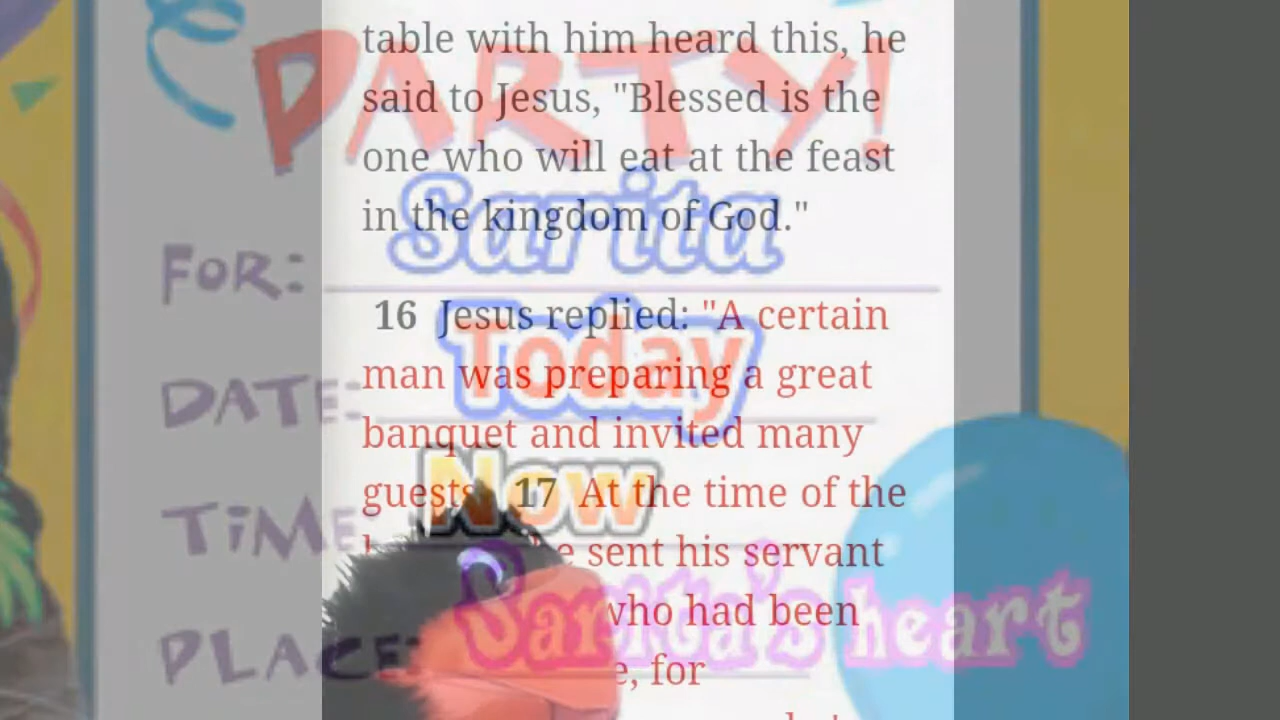 PARTY!
table with him heard this, he
said to Jesus, "Blessed is the
one who will eat at the feast
in the kingdom of God."
FOR: Sarita
16 Jesus replied: "A certain
man was preparing a great
DATE: Today
banquet and invited many
guests 17 At the time of the
TiME: Now
he sent his servant
who had been
PLACE: Sarita's heart
for